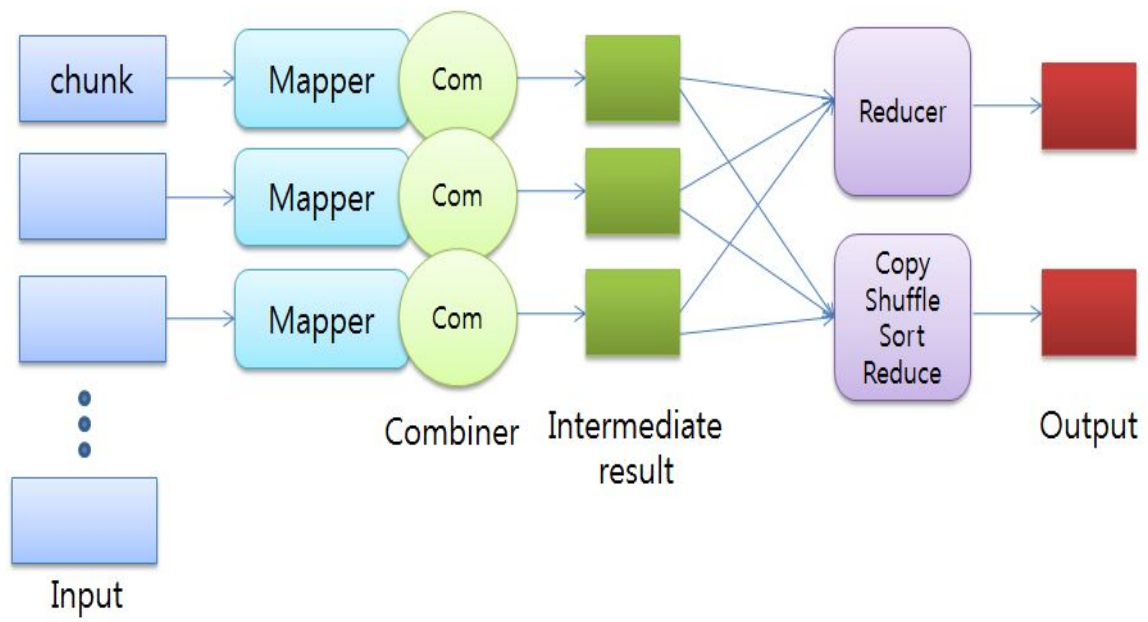 chunk
Mapper
Com
Reducer
Mapper
Com
Mapper
Com
Copy
Shuffle
Sort
Reduce
Combiner
Intermediate
result
Output
Input